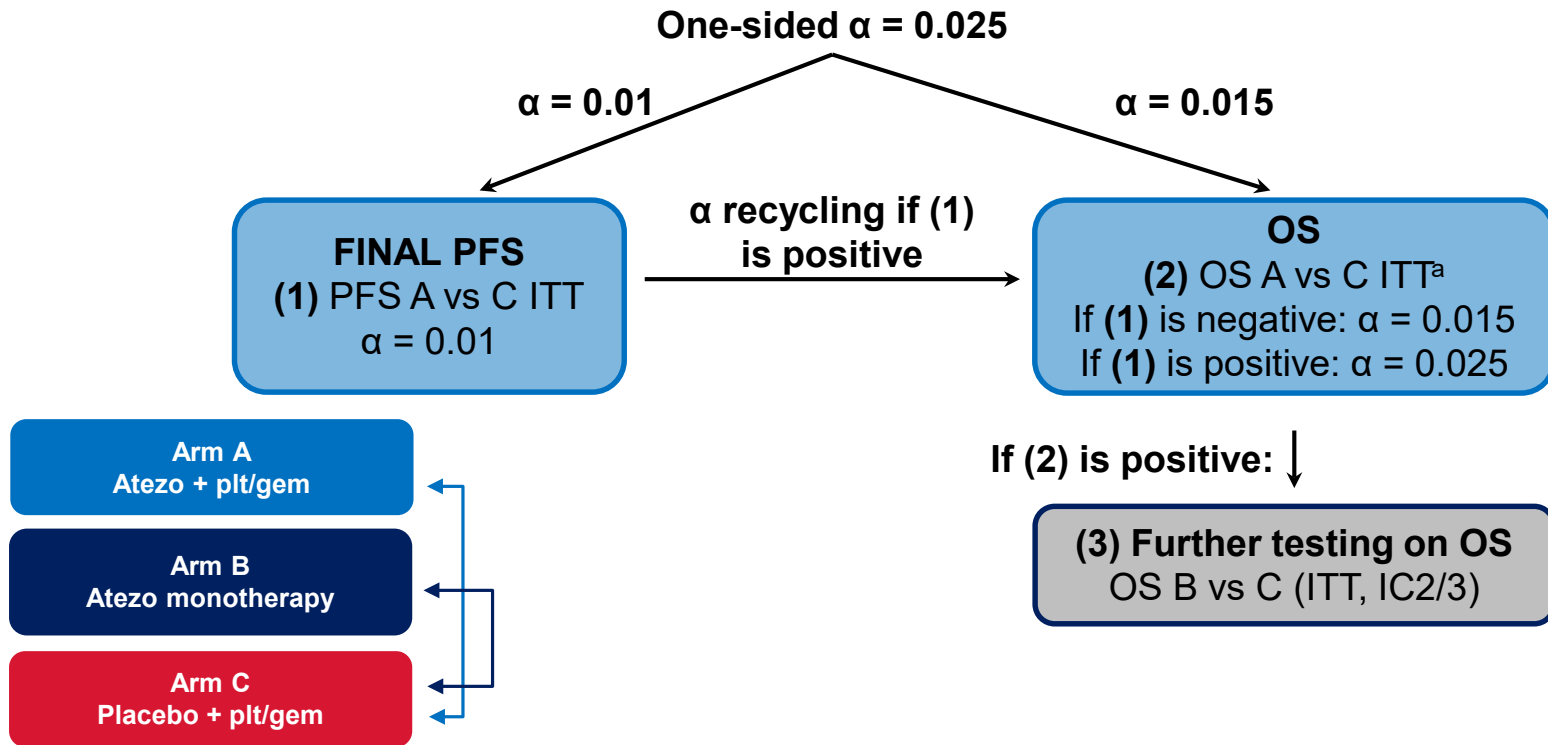 One-sided α = 0.025
α = 0.01
α = 0.015
FINAL PFS
(1) PFS A vs C ITT
α = 0.01
α recycling if (1)
is positive
OS
(2) OS A vs C ITTᵃ
If (1) is negative: α = 0.015
If (1) is positive: α = 0.025
If (2) is positive:
(3) Further testing on OS
OS B vs C (ITT, IC2/3)
Arm A
Atezo + plt/gem
Arm B
Atezo monotherapy
Arm C
Placebo + plt/gem